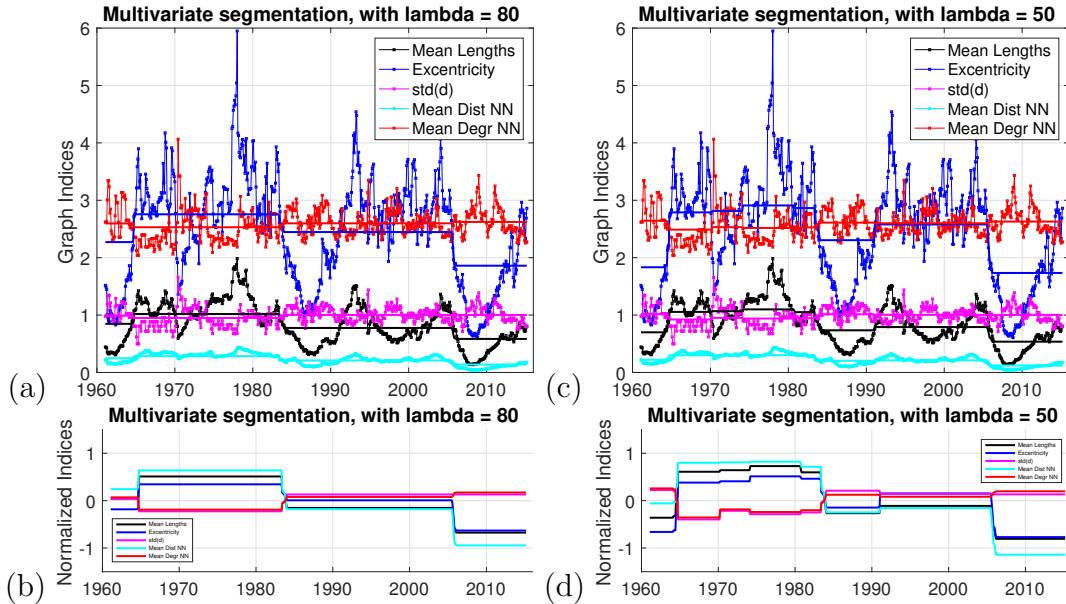 Multivariate segmentation, with lambda = 80
Graph Indices
6
5
4
3
2
1
0
Mean Lengths
Excentricity
std(d)
Mean Dist NN
Mean Degr NN
1960 1970 1980 1990 2000 2010
(a)
Multivariate segmentation, with lambda = 50
Graph Indices
6
5
4
3
2
1
0
Mean Lengths
Excentricity
std(d)
Mean Dist NN
Mean Degr NN
1960 1970 1980 1990 2000 2010
(c)
Multivariate segmentation, with lambda = 80
Normalized Indices
1
0
-1
Mean Lengths
Excentricity
std(d)
Mean Dist NN
Mean Degr NN
1960 1970 1980 1990 2000 2010
(b)
Multivariate segmentation, with lambda = 50
Normalized Indices
1
0
-1
Mean Lengths
Excentricity
std(d)
Mean Dist NN
Mean Degr NN
1960 1970 1980 1990 2000 2010
(d)